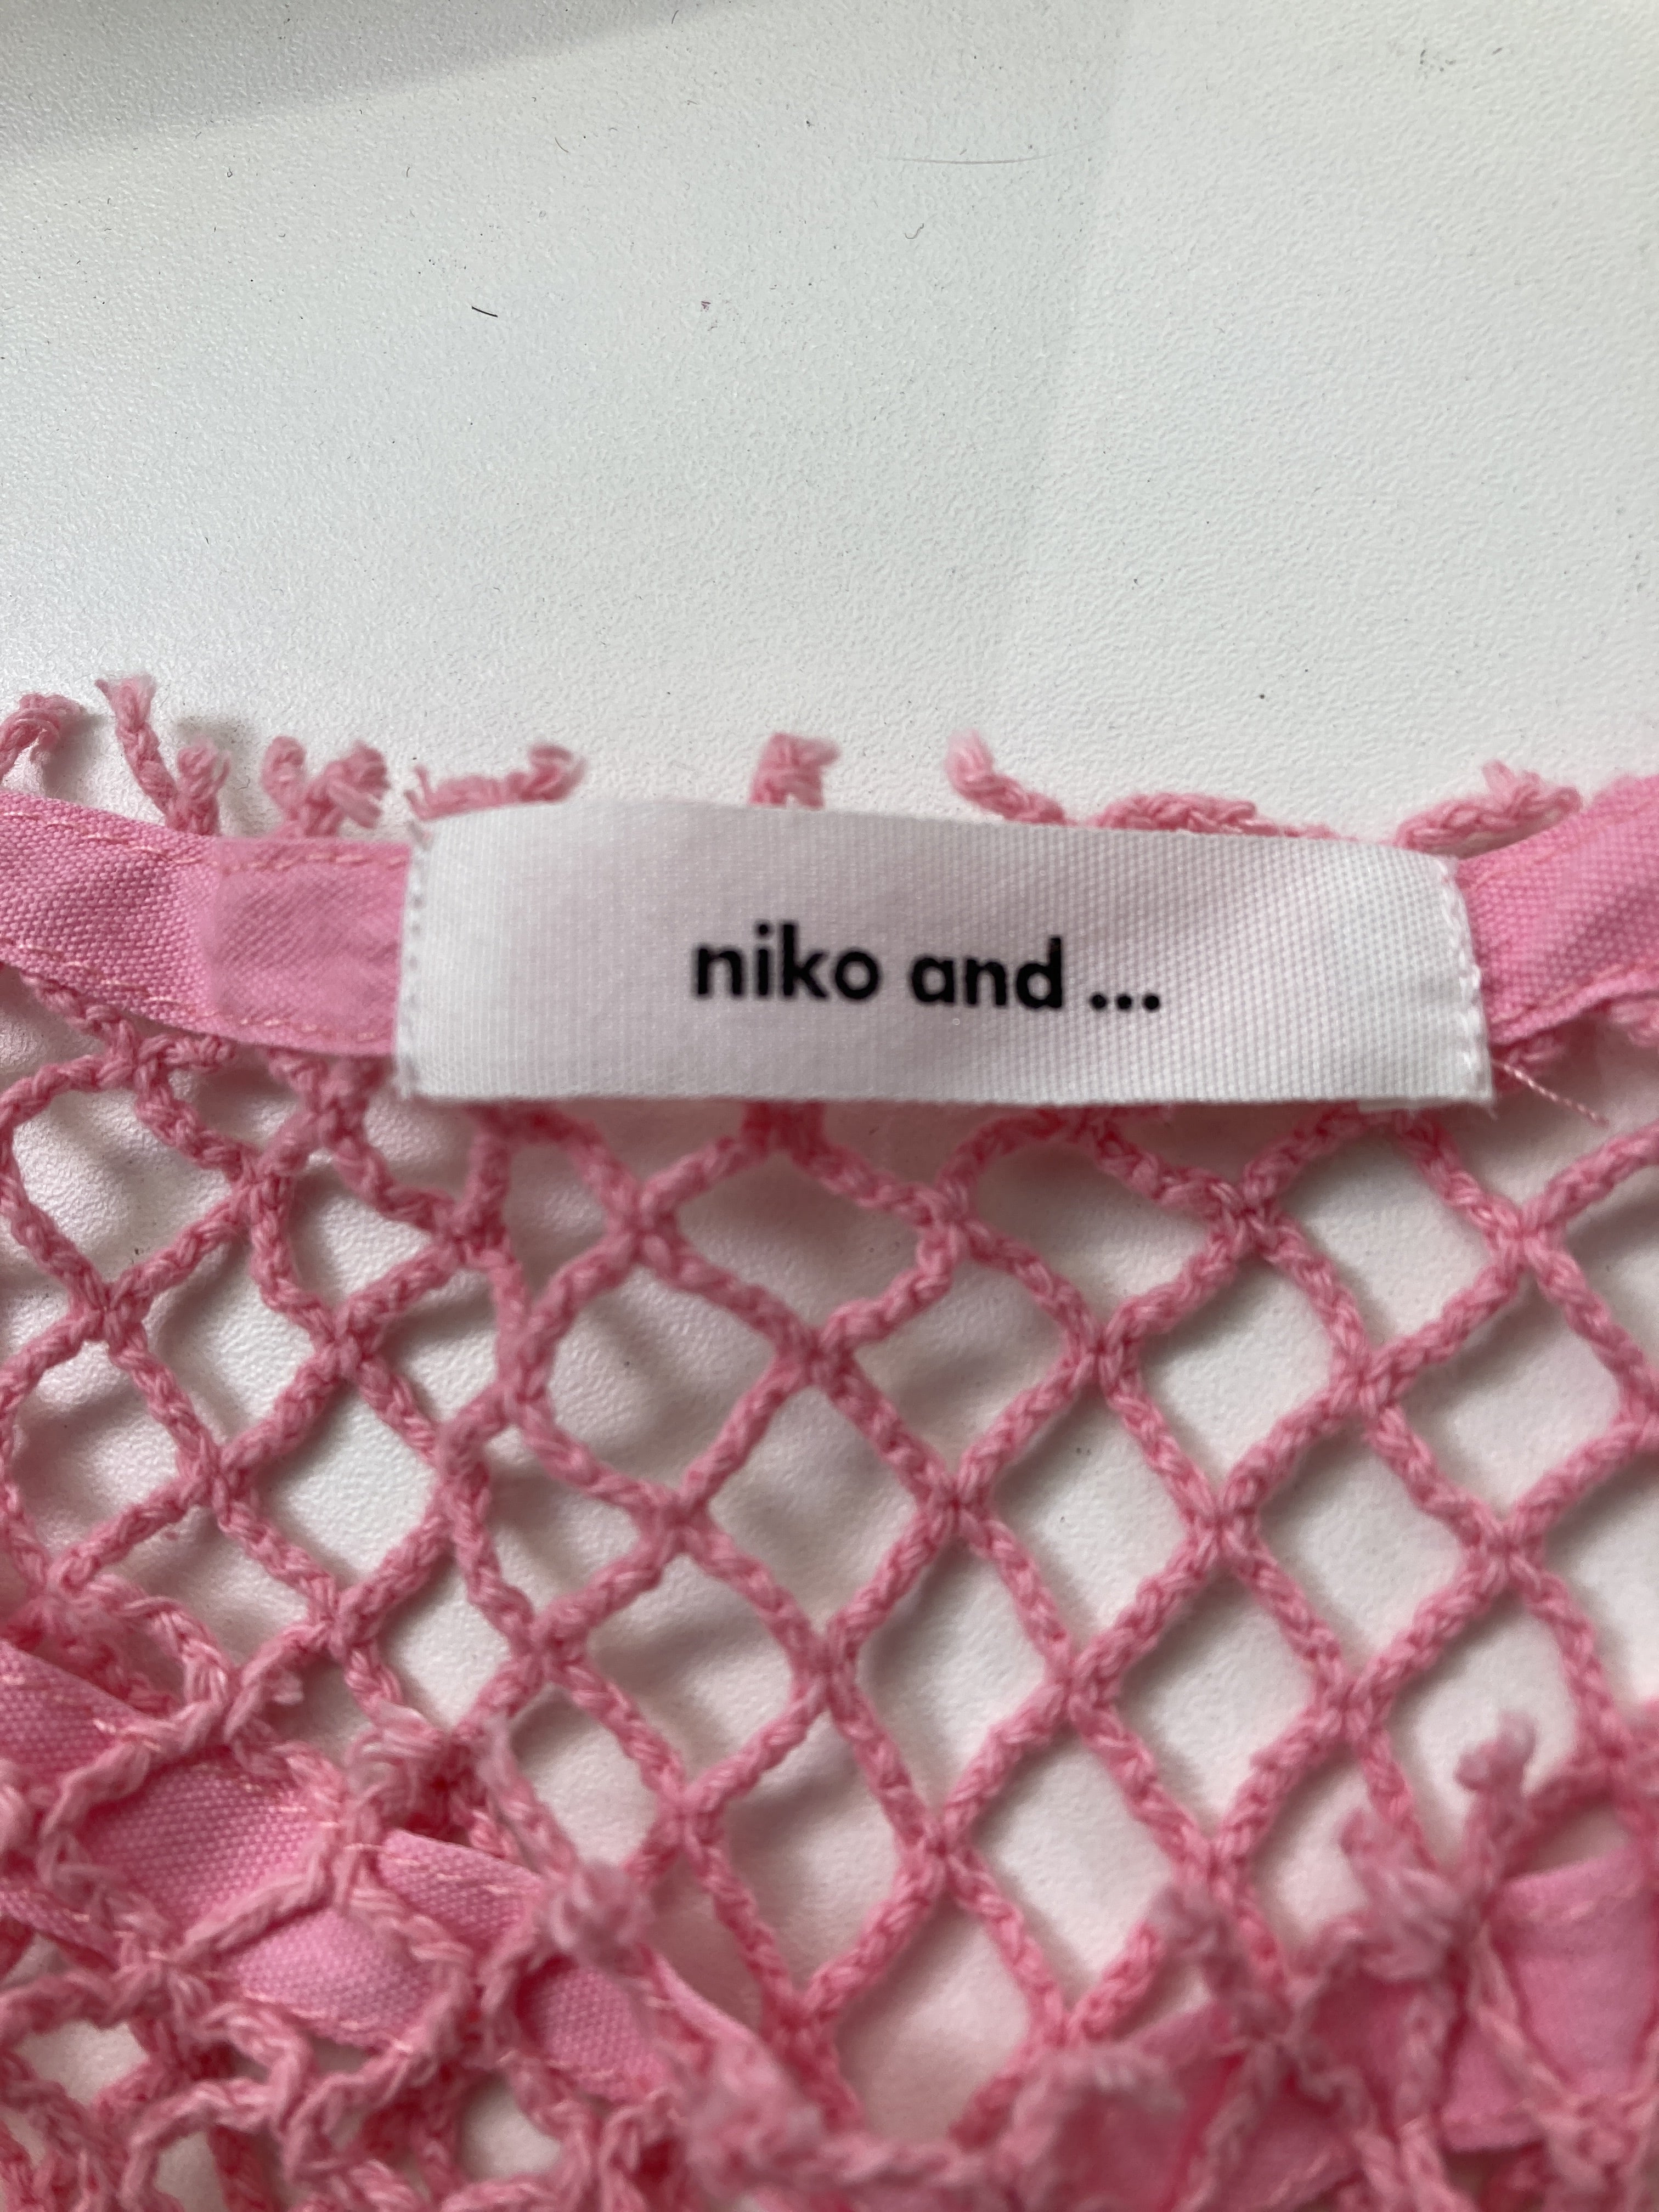 niko and ...